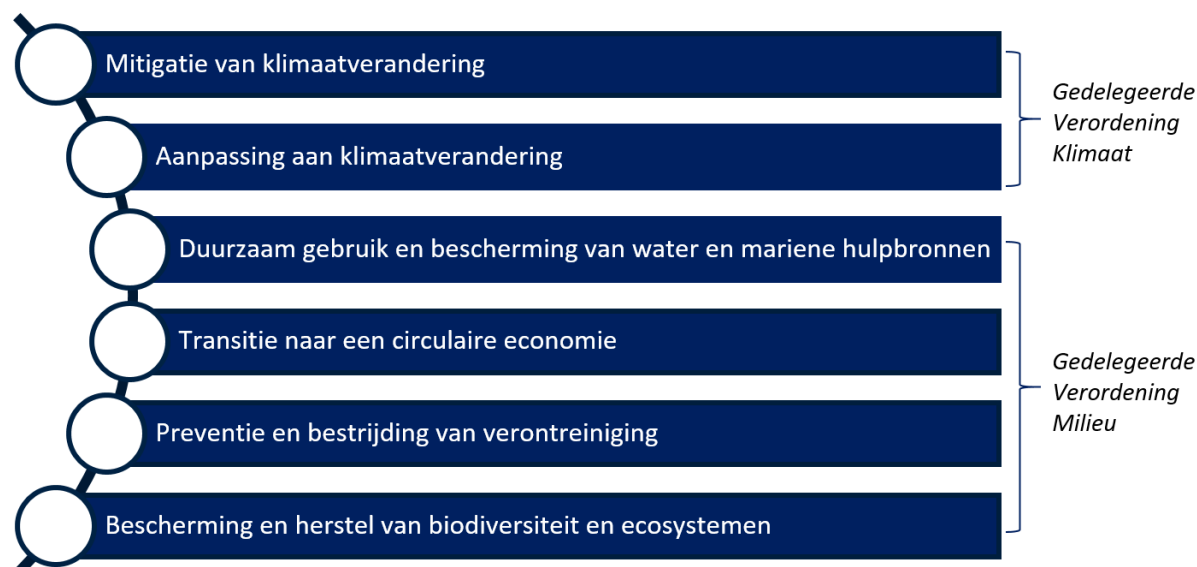 Mitigatie van klimaatverandering
Aanpassing aan klimaatverandering
Gedelegeerde
Verordening
Klimaat
Duurzaam gebruik en bescherming van water en mariene hulpbronnen
Transitie naar een circulaire economie
Preventie en bestrijding van verontreiniging
Bescherming en herstel van biodiversiteit en ecosystemen
Gedelegeerde
Verordening
Milieu